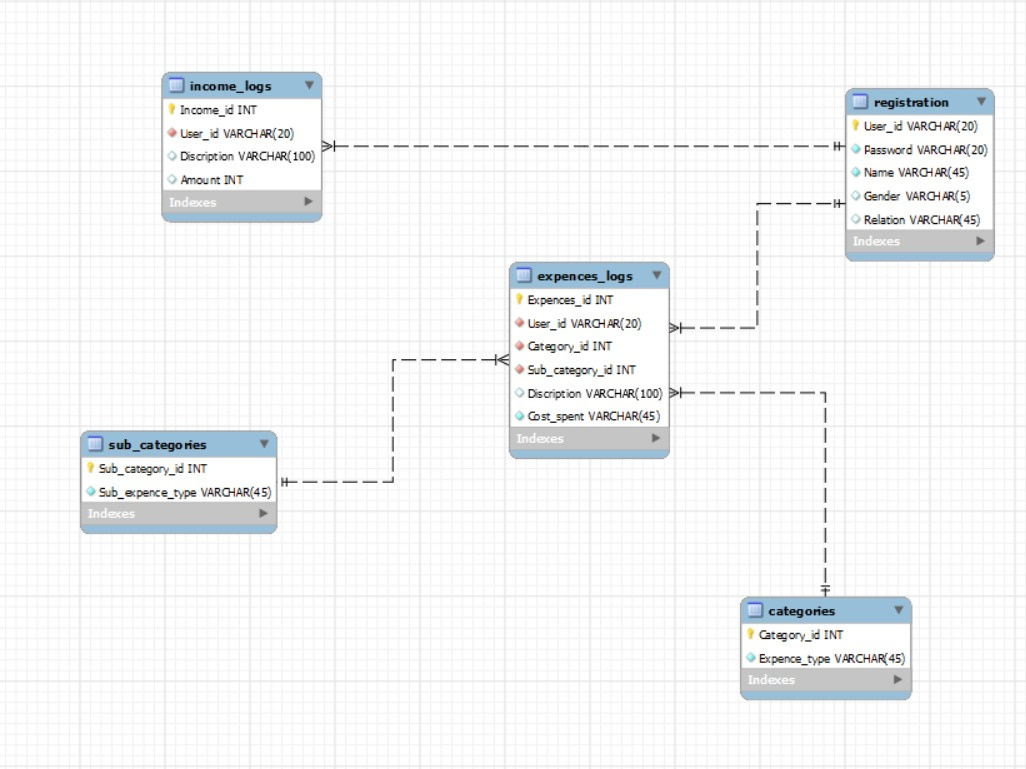 income_logs
Income_id INT
User_id VARCHAR(20)
Discription VARCHAR(100)
Amount INT
Indexes
registration
User_id VARCHAR(20)
Password VARCHAR(20)
Name VARCHAR(45)
Gender VARCHAR(5)
Relation VARCHAR(45)
Indexes
expences_logs
Expences_id INT
User_id VARCHAR(20)
Category_id INT
Sub_category_id INT
Discription VARCHAR(100)
Cost_spent VARCHAR(45)
Indexes
sub_categories
Sub_category_id INT
Sub_expence_type VARCHAR(45)
Indexes
categories
Category_id INT
Expence_type VARCHAR(45)
Indexes